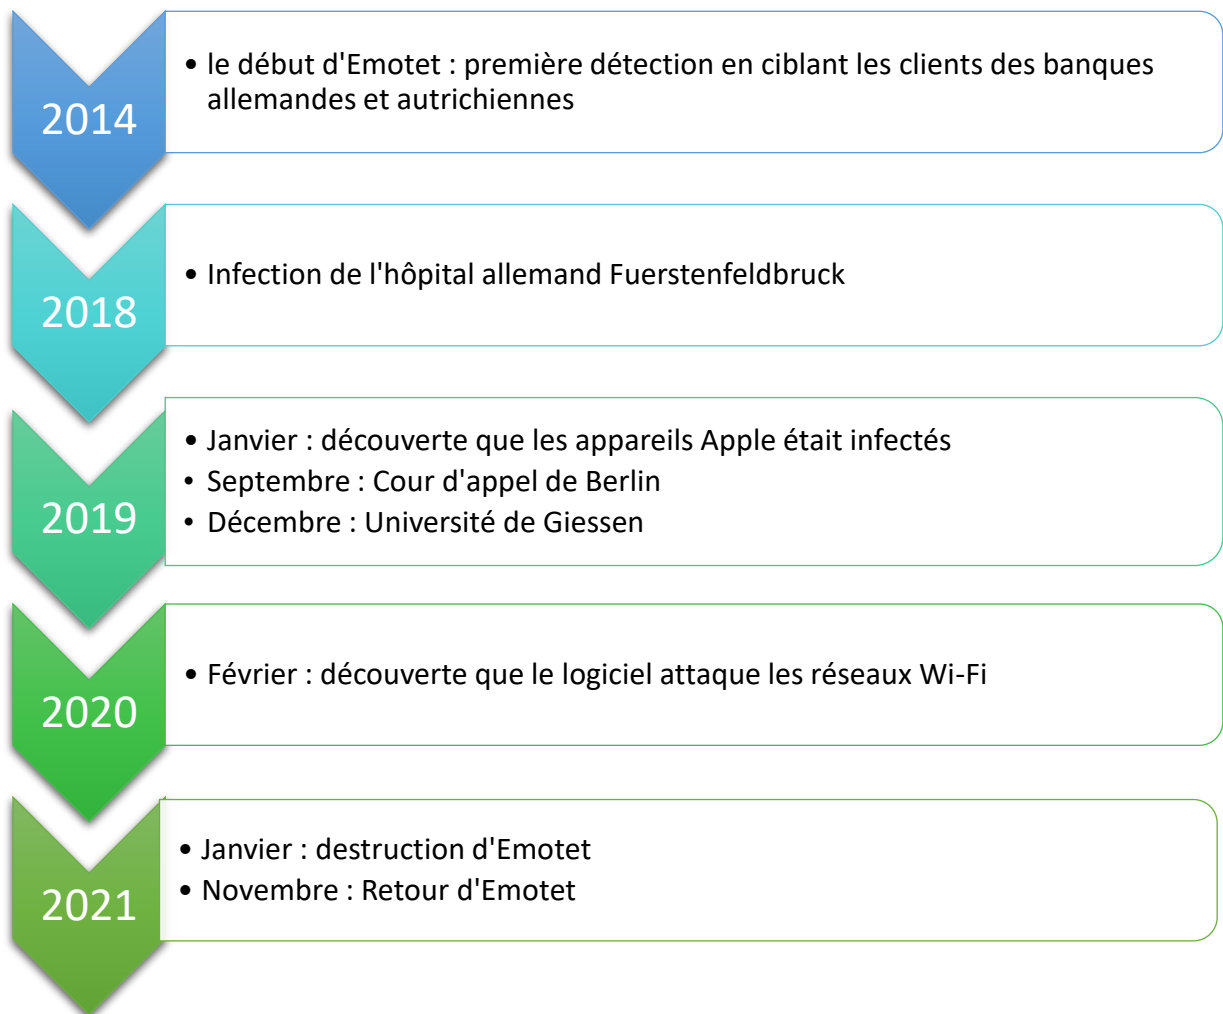 2014
• le début d'Emotet : première détection en ciblant les clients des banques
allemandes et autrichiennes
2018
• Infection de l'hôpital allemand Fuerstenfeldbruck
2019
• Janvier : découverte que les appareils Apple était infectés
• Septembre : Cour d'appel de Berlin
• Décembre : Université de Giessen
2020
• Février : découverte que le logiciel attaque les réseaux Wi-Fi
2021
• Janvier : destruction d'Emotet
• Novembre : Retour d'Emotet